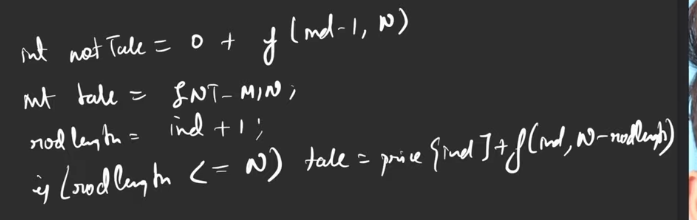 int notTake = 0 + f(ind-1, N)
int take = INT_MIN;
rodlength = ind + 1;
if (rodlength <= N) take = price[ind] + f(ind, N-rodlength)